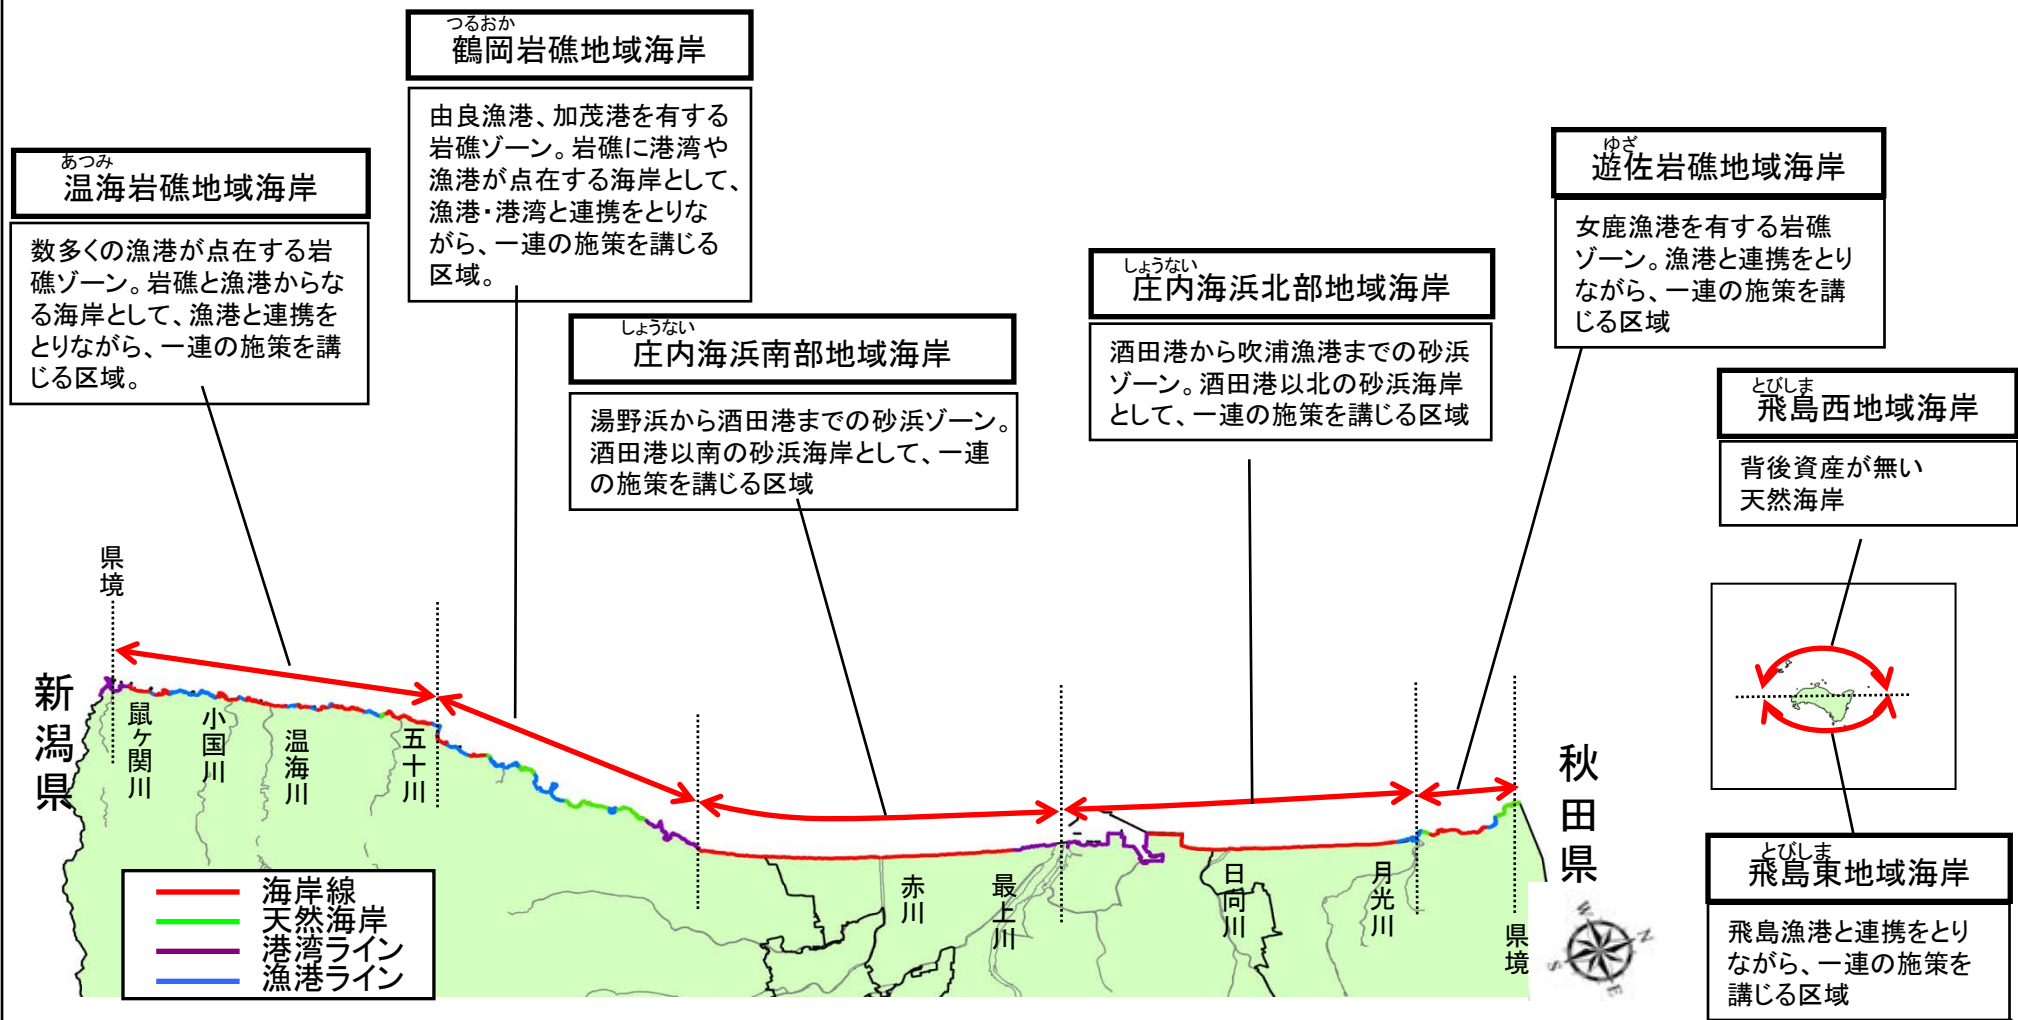 つるおか
鶴岡岩礁地域海岸
由良漁港、加茂港を有する
岩礁ゾーン。岩礁に港湾や
漁港が点在する海岸として、
漁港・港湾と連携をとりな
がら、一連の施策を講じる
区域。
あつみ
温海岩礁地域海岸
数多くの漁港が点在する岩
礁ゾーン。岩礁と漁港からな
る海岸として、漁港と連携を
とりながら、一連の施策を講
じる区域。
しょうない
庄内海浜南部地域海岸
湯野浜から酒田港までの砂浜ゾーン。
酒田港以南の砂浜海岸として、一連
の施策を講じる区域
しょうない
庄内海浜北部地域海岸
酒田港から吹浦漁港までの砂浜
ゾーン。酒田港以北の砂浜海岸
として、一連の施策を講じる区域
ゆざ
遊佐岩礁地域海岸
女鹿漁港を有する岩礁
ゾーン。漁港と連携をとり
ながら、一連の施策を講
じる区域
とびしま
飛島西地域海岸
背後資産が無い
天然海岸
県境
新潟県
鼠ヶ関川
小国川
温海川
五十川
赤川
最上川
日向川
月光川
県境
秋田県
海岸線
天然海岸
港湾ライン
漁港ライン
W
N
S
E
とびしま
飛島東地域海岸
飛島漁港と連携をとり
ながら、一連の施策を
講じる区域